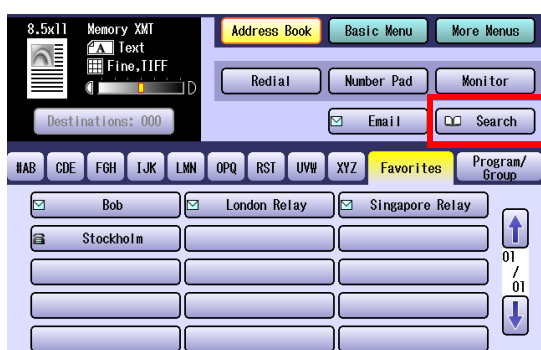 8.5x11 Memory XMT
A Text
Fine,TIFF
D
Destinations: 000
Address Book Basic Menu More Menus
Redial Number Pad Monitor
Email Search
#AB CDE FGH IJK LMN OPQ RST UVW XYZ Favorites Program/
Group
Bob London Relay Singapore Relay
Stockholm
01
/
01